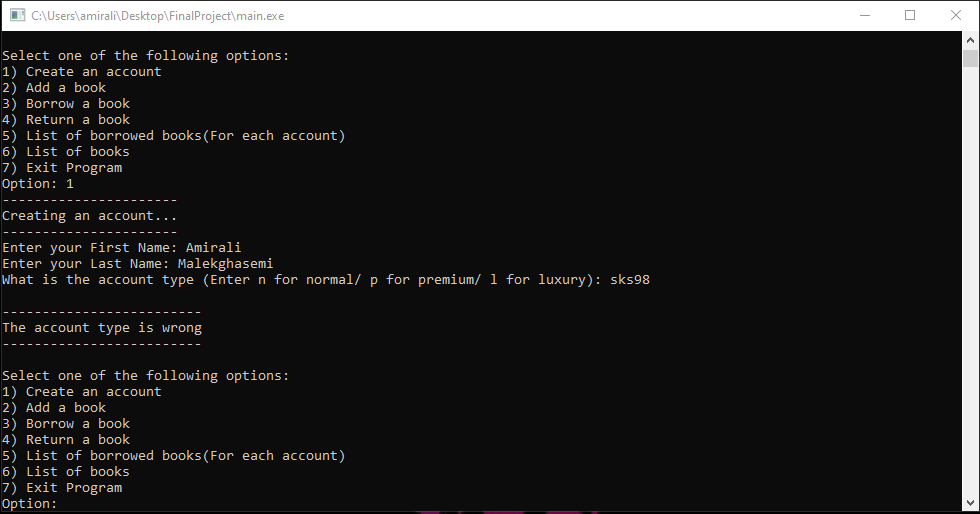 C:\Users\amirali\Desktop\FinalProject\main.exe
Select one of the following options:
1) Create an account
2) Add a book
3) Borrow a book
4) Return a book
5) List of borrowed books(For each account)
6) List of books
7) Exit Program
Option: 1
----------------------
Creating an account...
----------------------
Enter your First Name: Amirali
Enter your Last Name: Malekghasemi
What is the account type (Enter n for normal/ p for premium/ l for luxury): sks98
-------------------------
The account type is wrong
-------------------------
Select one of the following options:
1) Create an account
2) Add a book
3) Borrow a book
4) Return a book
5) List of borrowed books(For each account)
6) List of books
7) Exit Program
Option: